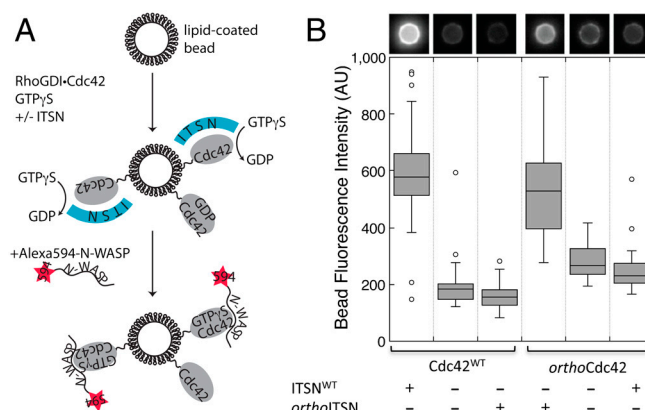 A
lipid-coated
bead
RhoGDI•Cdc42
GTPγS
+/- ITSN
ITSN
GTPγS
Cdc42
GDP
GTPγS
Cdc42
GDP
ITSN
GDP
Cdc42
+Alexa594-N-WASP
594
N-WASP
594
N-WASP
GTPγS
Cdc42
N-WASP
GTPγS
Cdc42
Cdc42
594
B
Bead Fluorescence Intensity (AU)
1,000
800
600
400
200
0
Cdc42WT
orthoCdc42
ITSNWT + – – – – +
orthoITSN – – + + – –